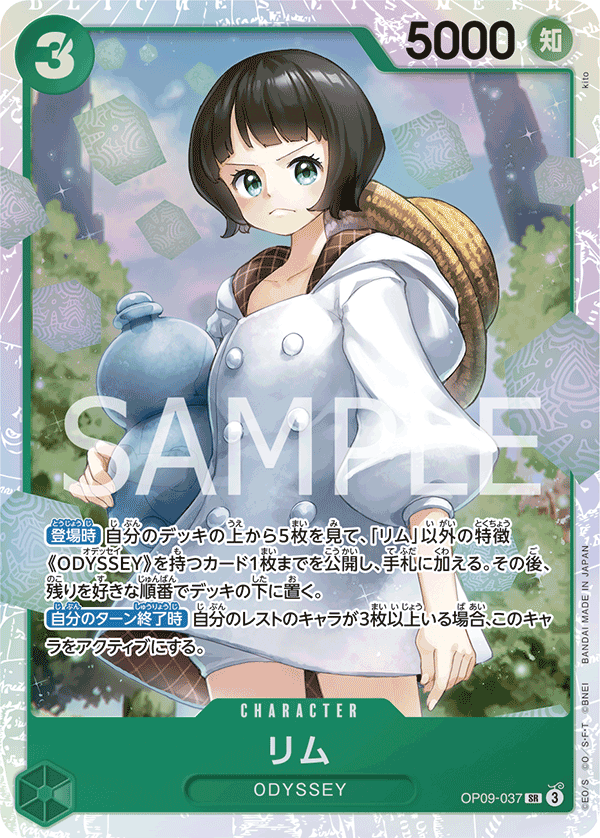 3
5000 知
kito
SAMPLE
登場時 自分のデッキの上から5枚を見て、「リム」以外の特徴
《ODYSSEY》を持つカード1枚までを公開し、手札に加える。その後、
残りを好きな順番でデッキの下に置く。
自分のターン終了時 自分のレストのキャラが3枚以上いる場合、このキャ
ラをアクティブにする。
CHARACTER
リム
ODYSSEY
OP09-037 SR 3
©E.O/S ©O/S・F・T ©BNEI BANDAI MADE IN JAPAN